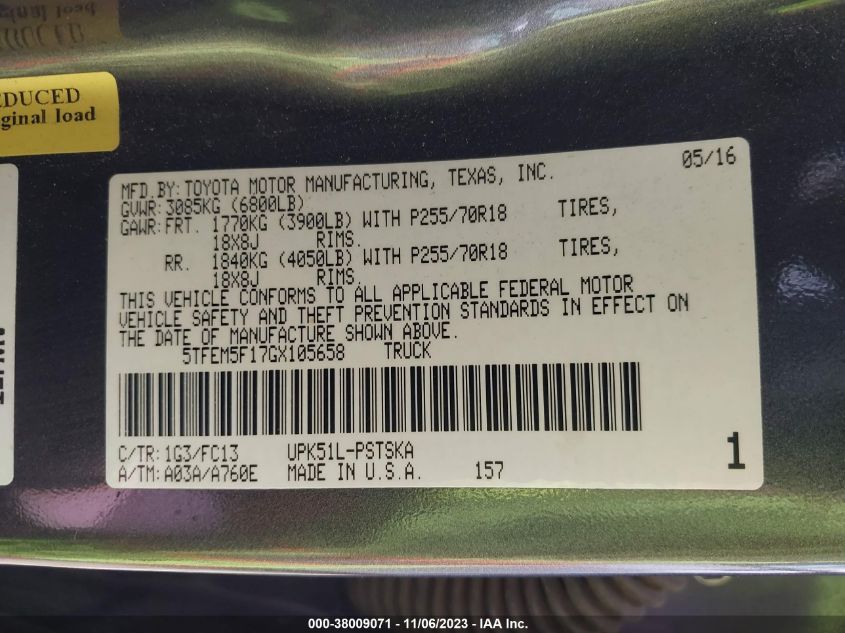 EDUCED
ginal load
05/16
MFD.BY:TOYOTA MOTOR MANUFACTURING, TEXAS, INC.
GVWR:3085KG (6800LB)
GAWR:FRT. 1770KG (3900LB) WITH P255/70R18 TIRES,
18X8J RIMS.
RR. 1840KG (4050LB) WITH P255/70R18 TIRES,
18X8J RIMS.
THIS VEHICLE CONFORMS TO ALL APPLICABLE FEDERAL MOTOR
VEHICLE SAFETY AND THEFT PREVENTION STANDARDS IN EFFECT ON
THE DATE OF MANUFACTURE SHOWN ABOVE.
5TFEM5F17GX105658 TRUCK
C/TR:1G3/FC13 UPK51L-PSTSKA
A/TM:A03A/A760E MADE IN U.S.A. 157
1
000-38009071 - 11/06/2023 - IAA Inc.